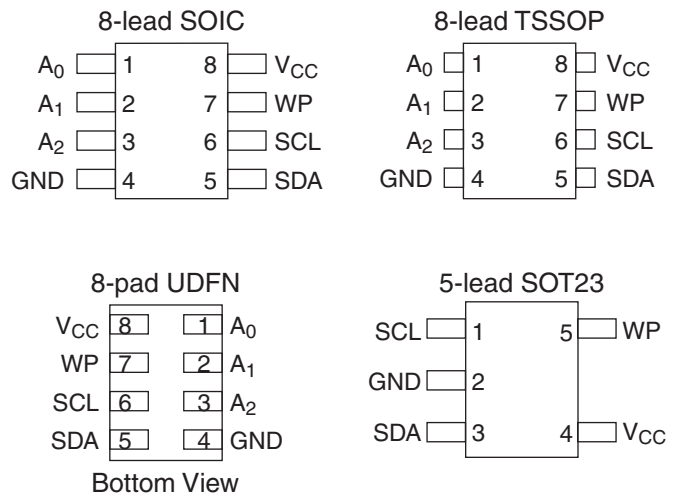 8-lead SOIC
A0 1 8 VCC
A1 2 7 WP
A2 3 6 SCL
GND 4 5 SDA
8-lead TSSOP
A0 1 8 VCC
A1 2 7 WP
A2 3 6 SCL
GND 4 5 SDA
8-pad UDFN
VCC 8 1 A0
WP 7 2 A1
SCL 6 3 A2
SDA 5 4 GND
Bottom View
5-lead SOT23
SCL 1 5 WP
GND 2
SDA 3 4 VCC